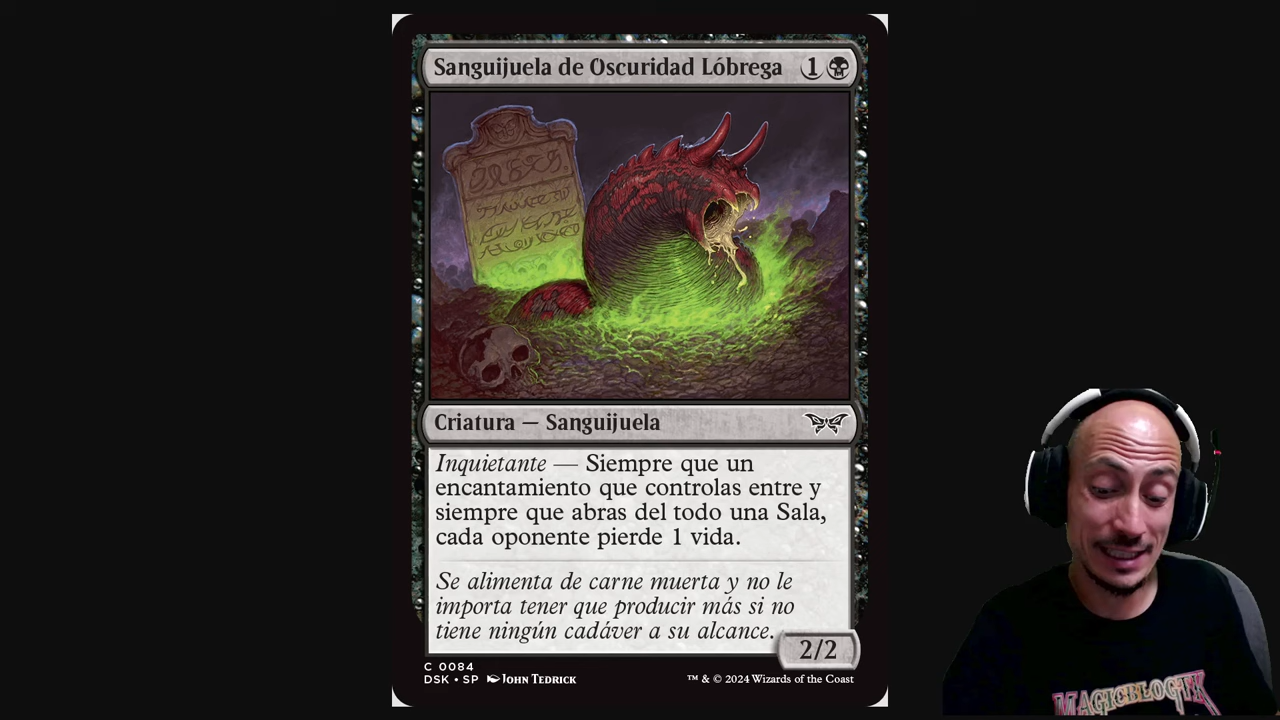 Sanguijuela de Oscuridad Lóbrega 1
Criatura — Sanguijuela
Inquietante — Siempre que un
encantamiento que controlas entre y
siempre que abras del todo una Sala,
cada oponente pierde 1 vida.
Se alimenta de carne muerta y no le
importa tener que producir más si no
tiene ningún cadáver a su alcance.
2/2
C 0084
DSK • SP John Tedrick
™ & © 2024 Wizards of the Coast